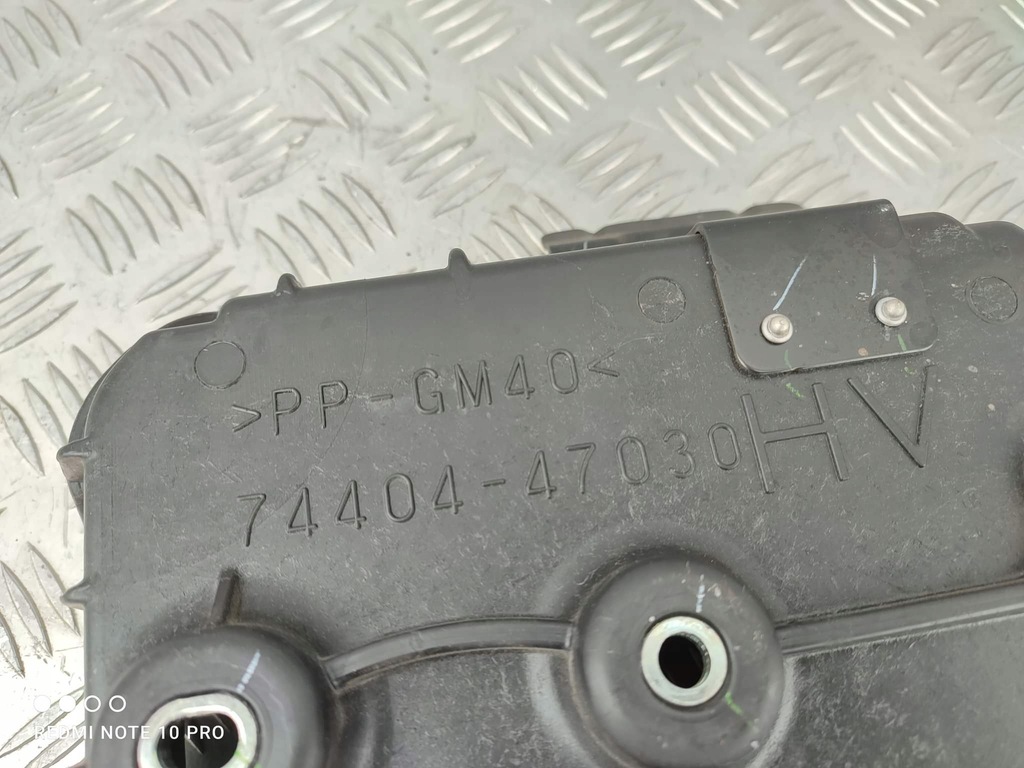 >PP-GM40<
74404-47030 HV
REDMI NOTE 10 PRO